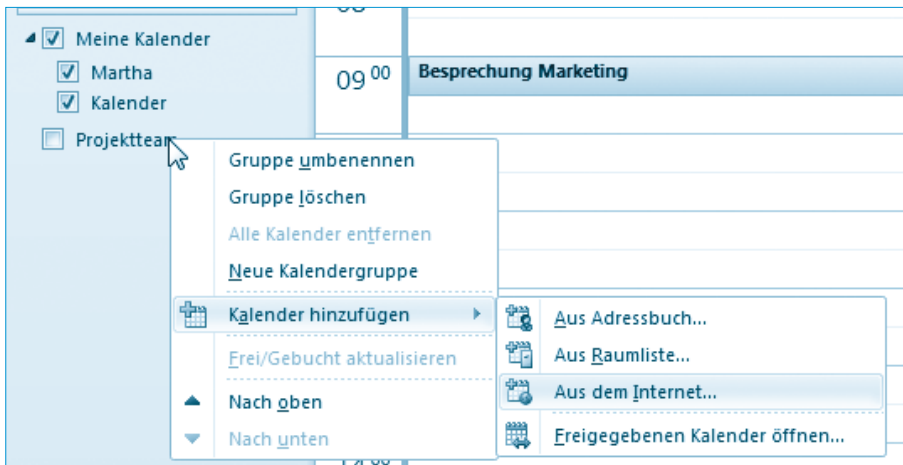 Meine Kalender
Martha
Kalender
Projektteam
09 00
Besprechung Marketing
Gruppe umbenennen
Gruppe löschen
Alle Kalender entfernen
Neue Kalendergruppe
Kalender hinzufügen
Frei/Gebucht aktualisieren
Nach oben
Nach unten
Aus Adressbuch...
Aus Raumliste...
Aus dem Internet...
Freigegebenen Kalender öffnen...